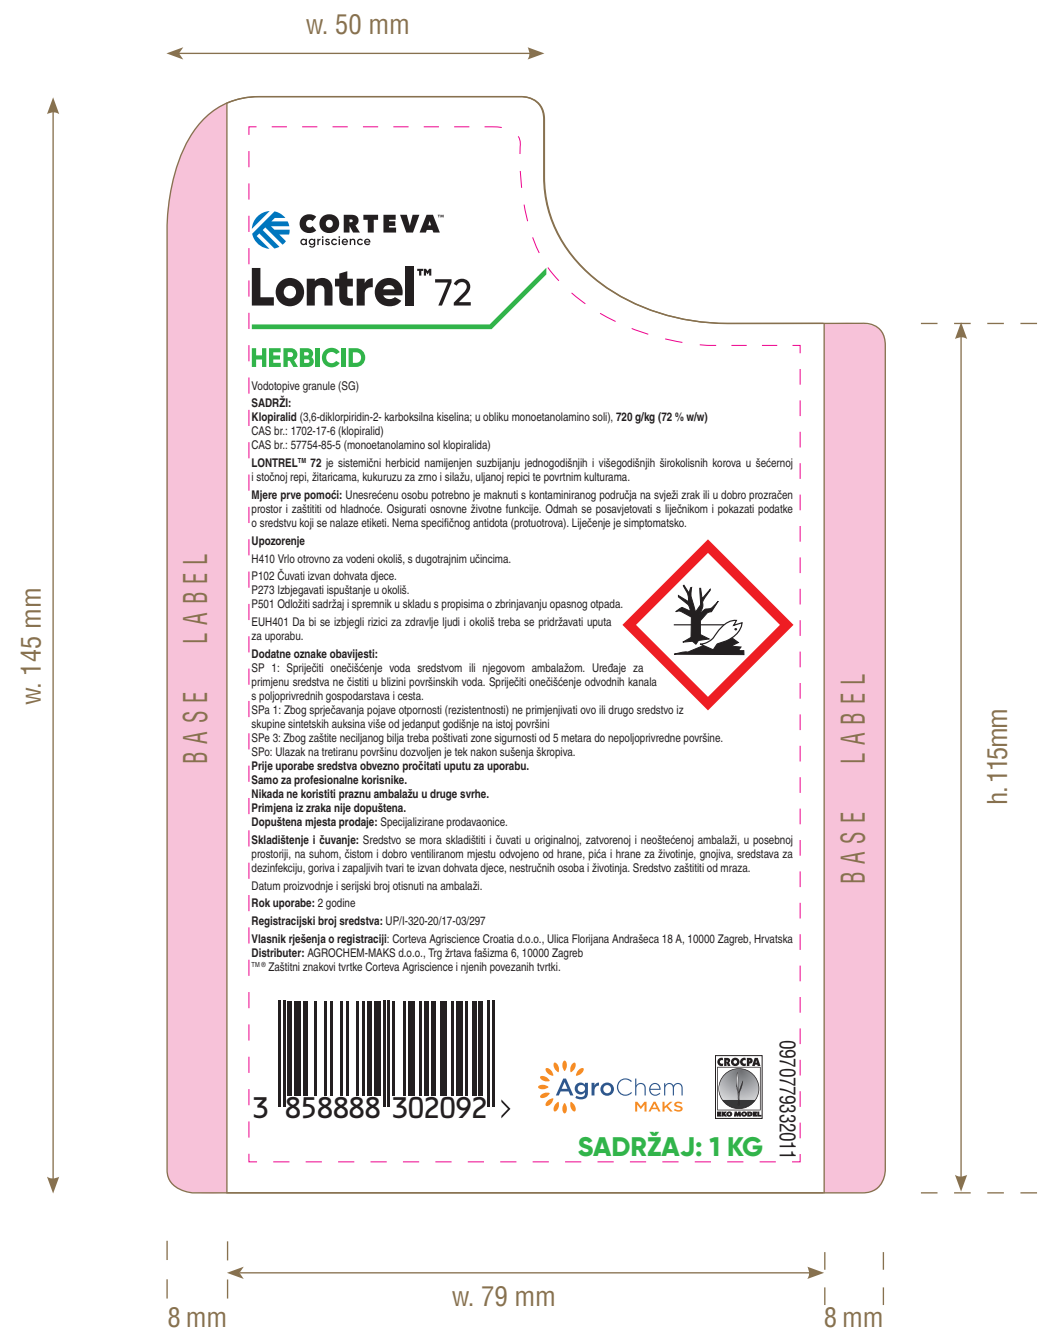 w. 50 mm
CORTEVA™
agriscience
Lontrel™ 72
HERBICID
Vodotopive granule (SG)
SADRŽI:
Klopiralid (3,6-diklorpiridin-2- karboksilna kiselina; u obliku monoetanolamino soli), 720 g/kg (72 % w/w)
CAS br.: 1702-17-6 (klopiralid)
CAS br.: 57754-85-5 (monoetanolamino sol klopiralida)
LONTREL™ 72 je sistemični herbicid namijenjen suzbijanju jednogodišnjih i višegodišnjih širokolisnih korova u šećernoj
i stočnoj repi, žitaricama, kukuruzu za zrno i silažu, uljanoj repici te povrtnim kulturama.
Mjere prve pomoći: Unesrećenu osobu potrebno je maknuti s kontaminiranog područja na svježi zrak ili u dobro prozračen
prostor i zaštititi od hladnoće. Osigurati osnovne životne funkcije. Odmah se posavjetovati s liječnikom i pokazati podatke
o sredstvu koji se nalaze etiketi. Nema specifičnog antidota (protuotrova). Liječenje je simptomatsko.
Upozorenje
H410 Vrlo otrovno za vodeni okoliš, s dugotrajnim učincima.
P102 Čuvati izvan dohvata djece.
P273 Izbjegavati ispuštanje u okoliš.
P501 Odložiti sadržaj i spremnik u skladu s propisima o zbrinjavanju opasnog otpada.
EUH401 Da bi se izbjegli rizici za zdravlje ljudi i okoliš treba se pridržavati uputa
za uporabu.
Dodatne oznake obavijesti:
SP 1: Spriječiti onečišćenje voda sredstvom ili njegovom ambalažom. Uređaje za
primjenu sredstva ne čistiti u blizini površinskih voda. Spriječiti onečišćenje odvodnih kanala
s poljoprivrednih gospodarstava i cesta.
SPa 1: Zbog sprječavanja pojave otpornosti (rezistentnosti) ne primjenjivati ovo ili drugo sredstvo iz
skupine sintetskih auksina više od jedanput godišnje na istoj površini
SPe 3: Zbog zaštite neciljanog bilja treba poštivati zone sigurnosti od 5 metara do nepoljoprivredne površine.
SPo: Ulazak na tretiranu površinu dozvoljen je tek nakon sušenja škropiva.
Prije uporabe sredstva obvezno pročitati uputu za uporabu.
Samo za profesionalne korisnike.
Nikada ne koristiti praznu ambalažu u druge svrhe.
Primjena iz zraka nije dopuštena.
Dopuštena mjesta prodaje: Specijalizirane prodavaonice.
Skladištenje i čuvanje: Sredstvo se mora skladištiti i čuvati u originalnoj, zatvorenoj i neoštećenoj ambalaži, u posebnoj
prostoriji, na suhom, čistom i dobro ventiliranom mjestu odvojeno od hrane, pića i hrane za životinje, gnojiva, sredstava za
dezinfekciju, goriva i zapaljivih tvari te izvan dohvata djece, nestručnih osoba i životinja. Sredstvo zaštititi od mraza.
Datum proizvodnje i serijski broj otisnuti na ambalaži.
Rok uporabe: 2 godine
Registracijski broj sredstva: UP/I-320-20/17-03/297
Vlasnik rješenja o registraciji: Corteva Agriscience Croatia d.o.o., Ulica Florijana Andrašeca 18 A, 10000 Zagreb, Hrvatska
Distributer: AGROCHEM-MAKS d.o.o., Trg žrtava fašizma 6, 10000 Zagreb
™ ® Zaštitni znakovi tvrtke Corteva Agriscience i njenih povezanih tvrtki.
3 858888 302092 >
AgroChem
MAKS
CROCPA
EKO MODEL
0970779332011
SADRŽAJ: 1 KG
BASE LABEL
BASE LABEL
w. 145 mm
h. 115mm
8 mm
w. 79 mm
8 mm